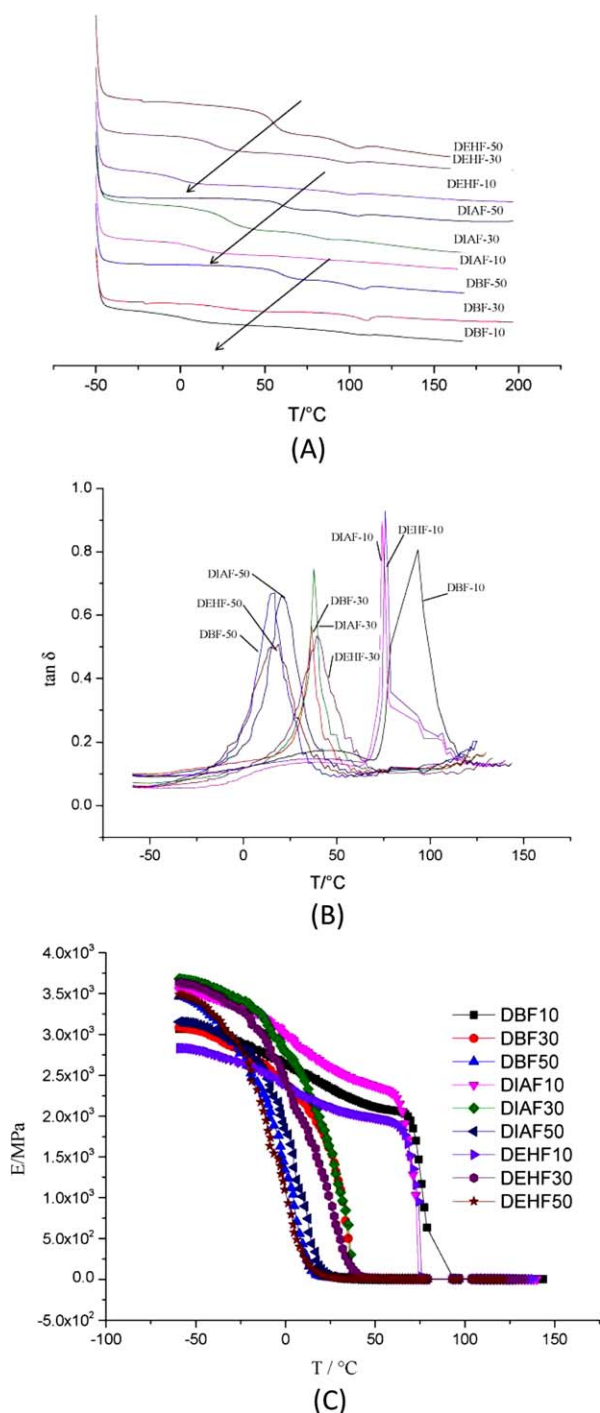 DEHF-50
DEHF-30
DEHF-10
DIAF-50
DIAF-30
DIAF-10
DBF-50
DBF-30
DBF-10
-50 0 50 100 150 200
T/°C
(A)
1.0
0.8
0.6
0.4
0.2
0.0
tan δ
DIAF-10
DEHF-10
DIAF-50
DEHF-50
DBF-50
DBF-30
DIAF-30
DEHF-30
DBF-10
-50 0 50 100 150
T/°C
(B)
4.0x10³
3.5x10³
3.0x10³
2.5x10³
2.0x10³
1.5x10³
1.0x10³
5.0x10²
0.0
-5.0x10²
E/MPa
DBF10
DBF30
DBF50
DIAF10
DIAF30
DIAF50
DEHF10
DEHF30
DEHF50
-100 -50 0 50 100 150
T / °C
(C)